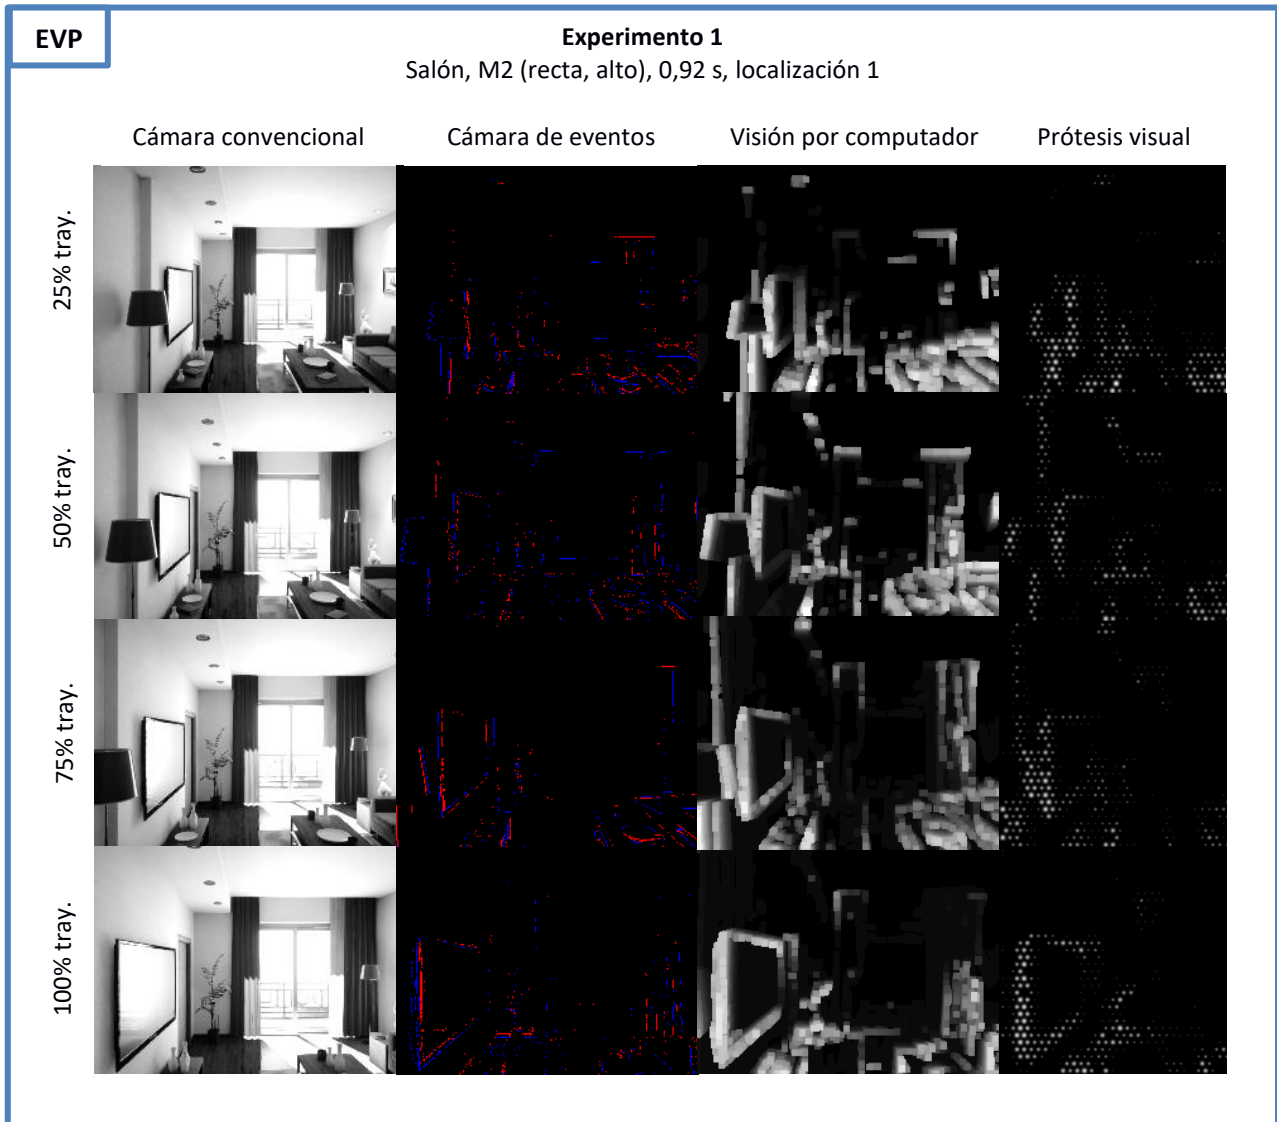 EVP
Experimento 1
Salón, M2 (recta, alto), 0,92 s, localización 1
Cámara convencional
Cámara de eventos
Visión por computador
Prótesis visual
25% tray.
50% tray.
75% tray.
100% tray.